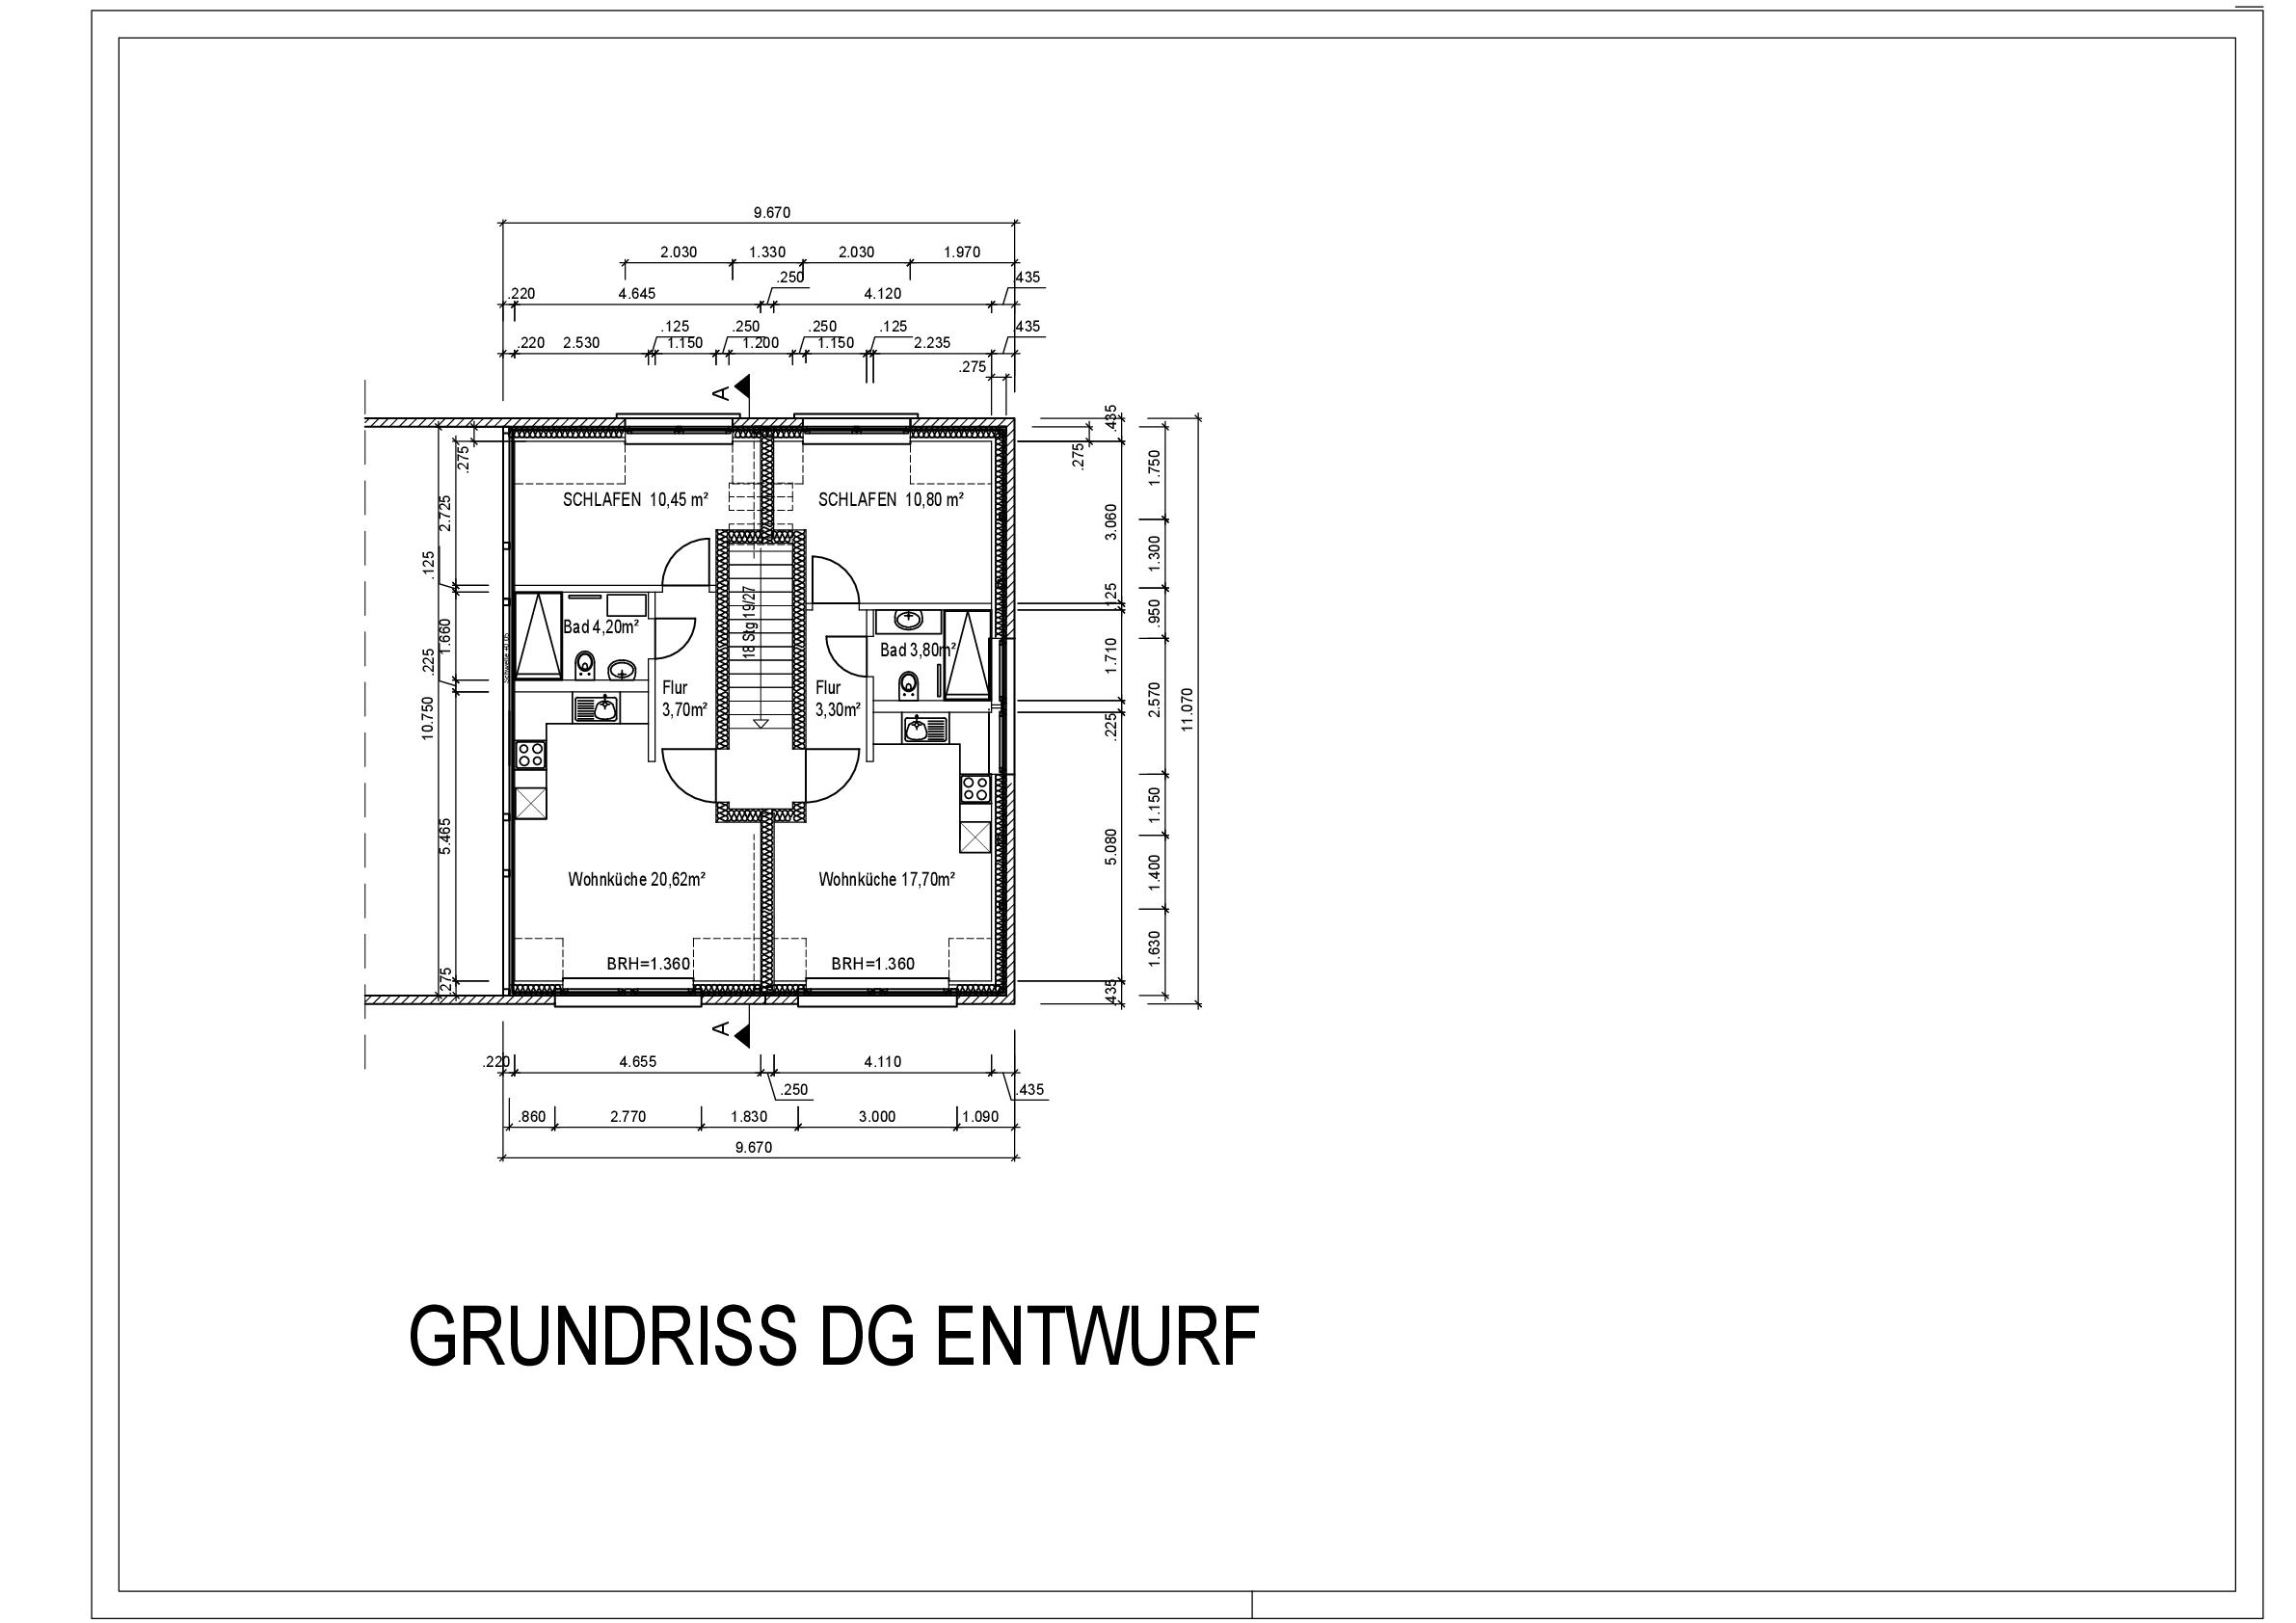 9.670
2.030 1.330 2.030 1.970
.250 .435
.220 4.645 4.120
.125 .250 .250 .125 .435
.220 2.530 1.150 1.200 1.150 2.235
.275
A
.435
.275
.275
1.750
2.725
SCHLAFEN 10,45 m²
SCHLAFEN 10,80 m²
3.060
1.300
.125
.125
18 Stg 19/27
.950
Bad 4,20m²
1.660
Bad 3,80m²
1.710
.225
Flur
3,70m²
Flur
3,30m²
2.570
10.750
.225
11.070
1.150
5.465
5.080
1.400
Wohnküche 20,62m²
Wohnküche 17,70m²
1.630
BRH=1.360
BRH=1.360
.275
.435
A
.220 4.655 4.110
.250 .435
.860 2.770 1.830 3.000 1.090
9.670
GRUNDRISS DG ENTWURF